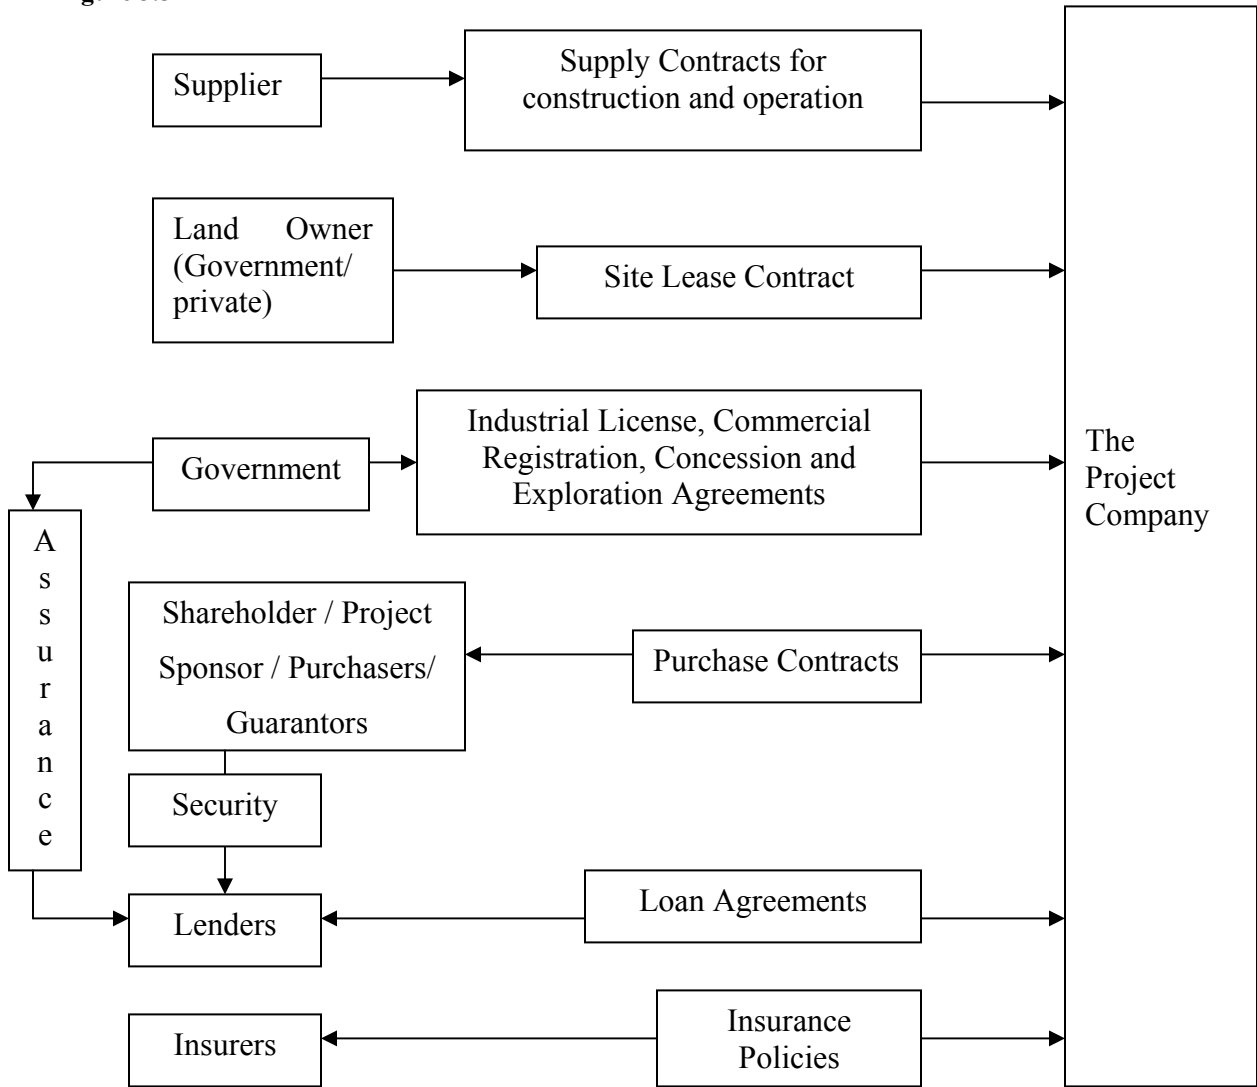 Supplier
Supply Contracts for
construction and operation
Land Owner
(Government/
private)
Site Lease Contract
Government
Industrial License, Commercial
Registration, Concession and
Exploration Agreements
The
Project
Company
A
s
s
u
r
a
n
c
e
Shareholder / Project
Sponsor / Purchasers/
Guarantors
Purchase Contracts
Security
Lenders
Loan Agreements
Insurers
Insurance
Policies